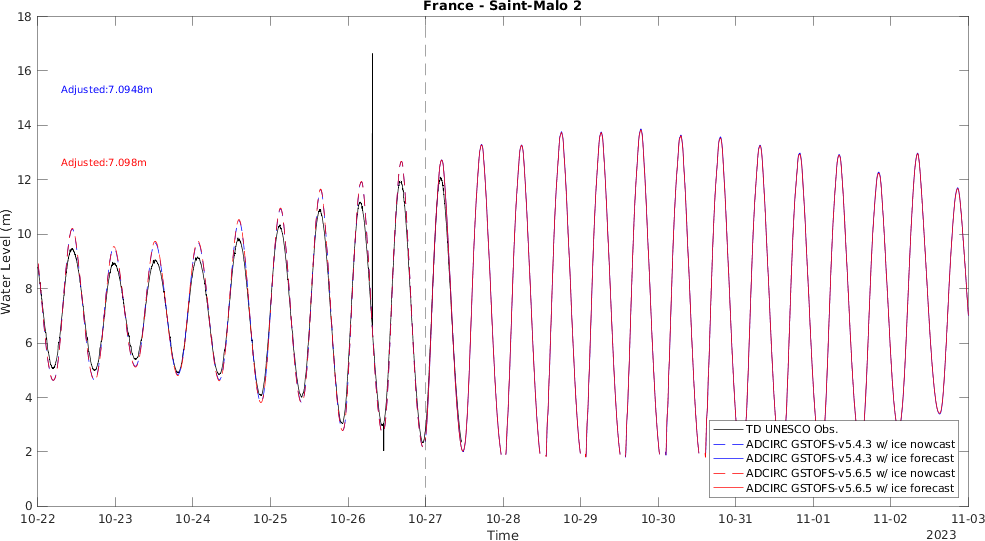 France - Saint-Malo 2
18
16
14
12
10
8
6
4
2
0
Water Level (m)
Adjusted:7.0948m
Adjusted:7.098m
TD UNESCO Obs.
ADCIRC GSTOFS-v5.4.3 w/ ice nowcast
ADCIRC GSTOFS-v5.4.3 w/ ice forecast
ADCIRC GSTOFS-v5.6.5 w/ ice nowcast
ADCIRC GSTOFS-v5.6.5 w/ ice forecast
10-22 10-23 10-24 10-25 10-26 10-27 10-28 10-29 10-30 10-31 11-01 11-02 11-03
Time
2023